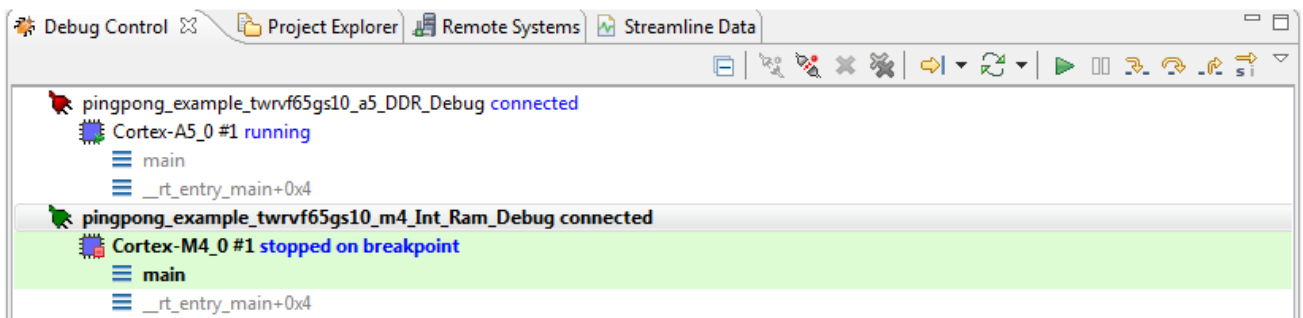 Debug Control Project Explorer Remote Systems Streamline Data
s i
pingpong_example_twrvf65gs10_a5_DDR_Debug connected
Cortex-A5_0 #1 running
main
__rt_entry_main+0x4
pingpong_example_twrvf65gs10_m4_Int_Ram_Debug connected
Cortex-M4_0 #1 stopped on breakpoint
main
__rt_entry_main+0x4